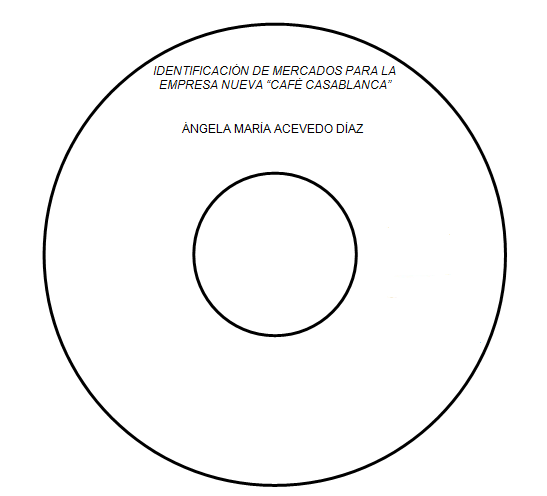 IDENTIFICACIÓN DE MERCADOS PARA LA
EMPRESA NUEVA “CAFÉ CASABLANCA”
ÁNGELA MARÍA ACEVEDO DÍAZ